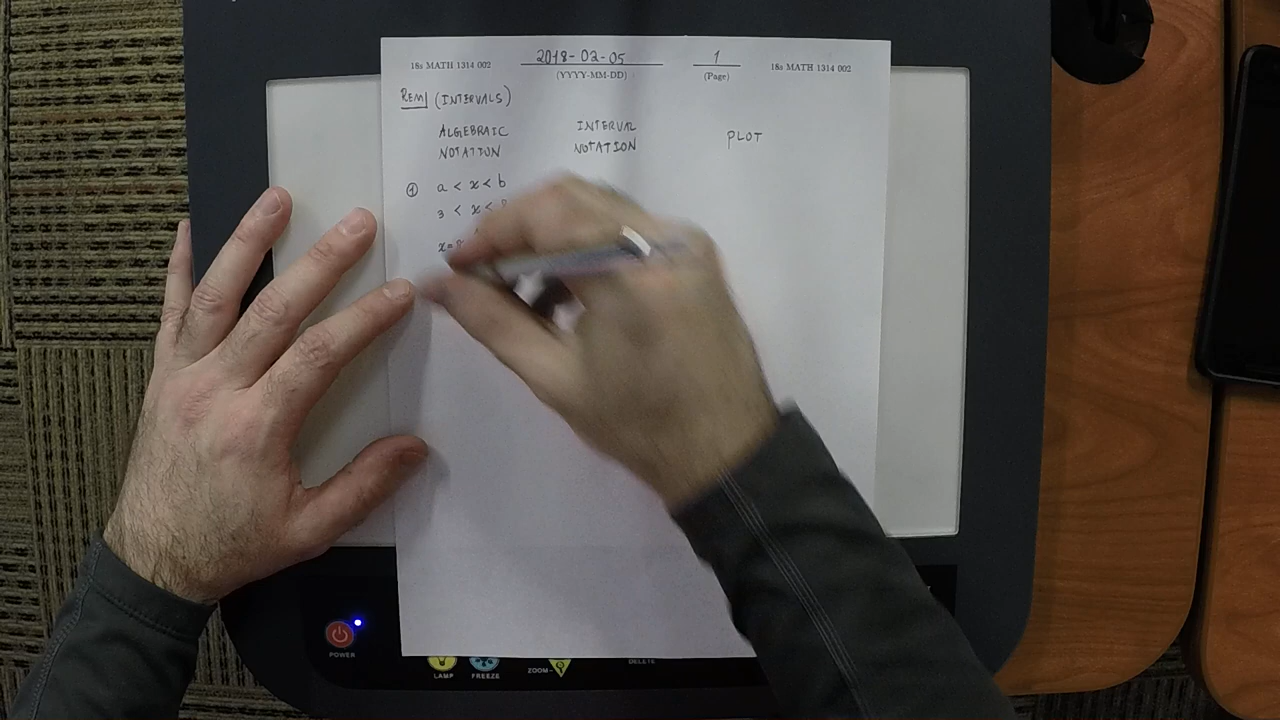 18s MATH 1314 002 2018-02-05 1 18s MATH 1314 002
(YYYY-MM-DD) (Page)
REM (INTERVALS)
ALGEBRAIC NOTATION INTERVAL NOTATION PLOT
① a < x < b
3 < x <
x=
POWER
LAMP FREEZE ZOOM- DELETE